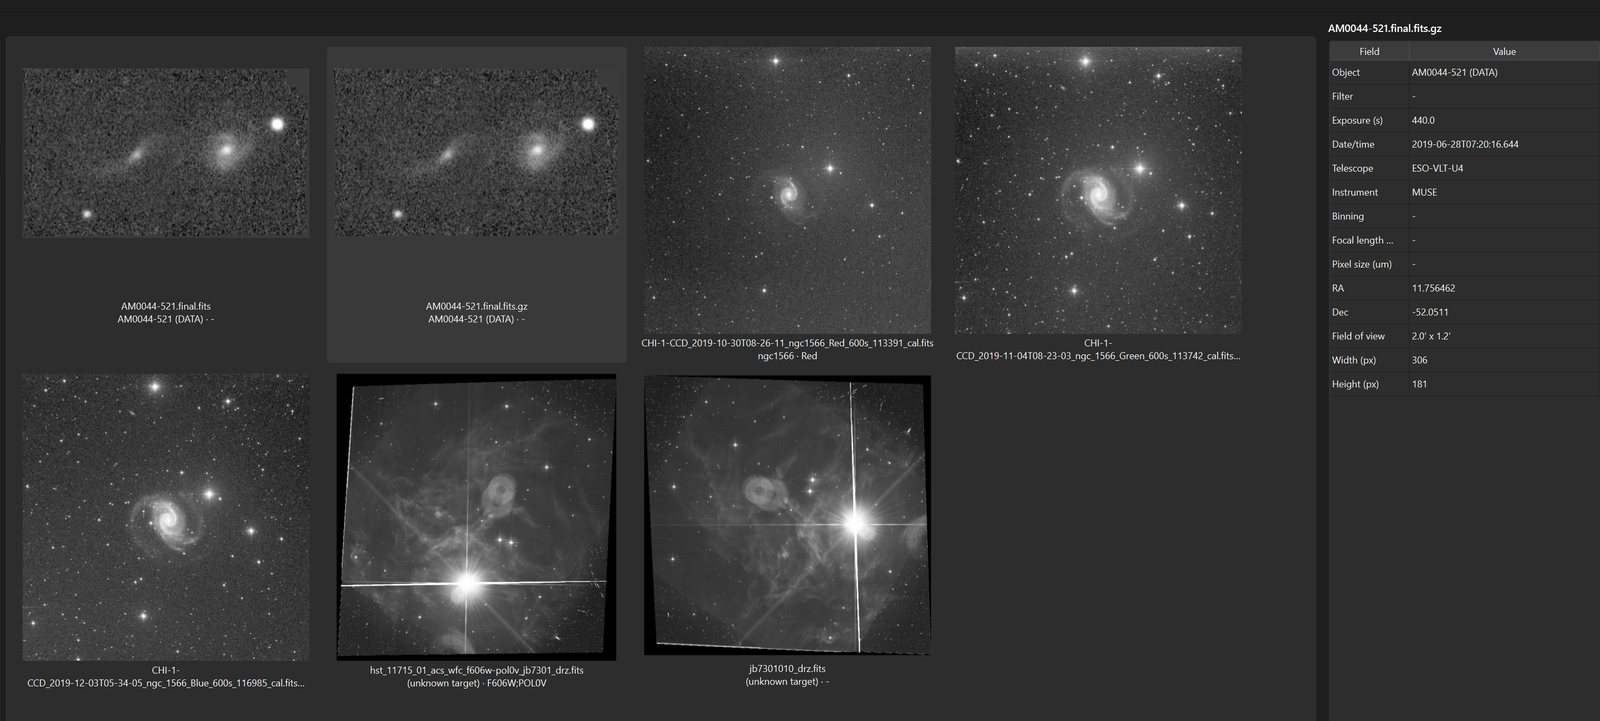 AM0044-521.final.fits
AM0044-521 (DATA) · -
AM0044-521.final.fits.gz
AM0044-521 (DATA) · -
CHI-1-CCD_2019-10-30T08-26-11_ngc1566_Red_600s_113391_cal.fits
ngc1566 · Red
CHI-1-
CCD_2019-11-04T08-23-03_ngc_1566_Green_600s_113742_cal.fits...
CHI-1-
CCD_2019-12-03T05-34-05_ngc_1566_Blue_600s_116985_cal.fits...
hst_11715_01_acs_wfc_f606w-pol0v_jb7301_drz.fits
(unknown target) · F606W;POL0V
jb7301010_drz.fits
(unknown target) · -
AM0044-521.final.fits.gz
Field Value
Object AM0044-521 (DATA)
Filter -
Exposure (s) 440.0
Date/time 2019-06-28T07:20:16.644
Telescope ESO-VLT-U4
Instrument MUSE
Binning -
Focal length ... -
Pixel size (um) -
RA 11.756462
Dec -52.0511
Field of view 2.0' x 1.2'
Width (px) 306
Height (px) 181